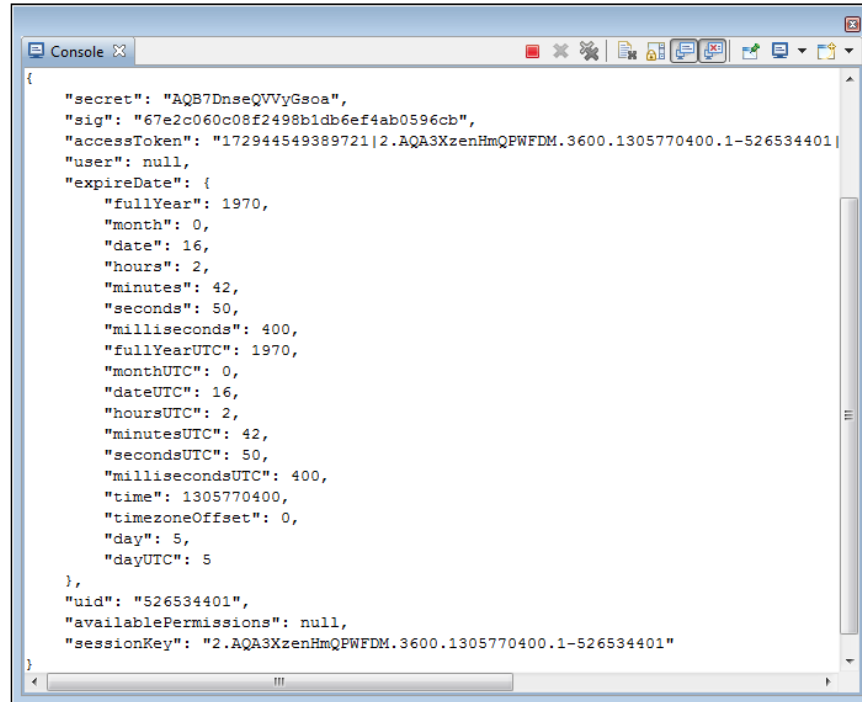 Console
{
    "secret": "AQB7DnseQVVyGsoa",
    "sig": "67e2c060c08f2498b1db6ef4ab0596cb",
    "accessToken": "172944549389721|2.AQA3XzenHmQPWFDM.3600.1305770400.1-526534401|
    "user": null,
    "expireDate": {
        "fullYear": 1970,
        "month": 0,
        "date": 16,
        "hours": 2,
        "minutes": 42,
        "seconds": 50,
        "milliseconds": 400,
        "fullYearUTC": 1970,
        "monthUTC": 0,
        "dateUTC": 16,
        "hoursUTC": 2,
        "minutesUTC": 42,
        "secondsUTC": 50,
        "millisecondsUTC": 400,
        "time": 1305770400,
        "timezoneOffset": 0,
        "day": 5,
        "dayUTC": 5
    },
    "uid": "526534401",
    "availablePermissions": null,
    "sessionKey": "2.AQA3XzenHmQPWFDM.3600.1305770400.1-526534401"
}